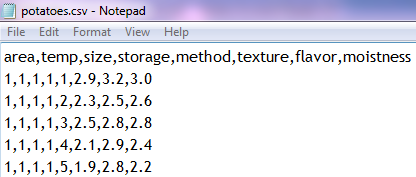 potatoes.csv - Notepad
File Edit Format View Help
area,temp,size,storage,method,texture,flavor,moistness
1,1,1,1,1,2.9,3.2,3.0
1,1,1,1,2,2.3,2.5,2.6
1,1,1,1,3,2.5,2.8,2.8
1,1,1,1,4,2.1,2.9,2.4
1,1,1,1,5,1.9,2.8,2.2